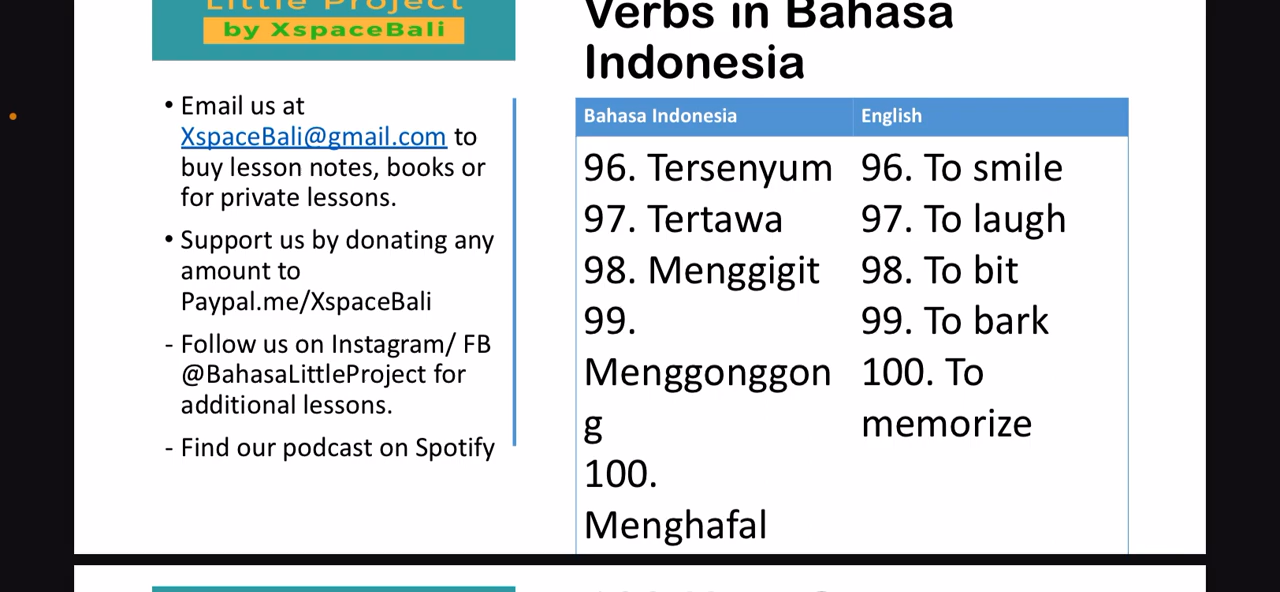 Little Project
by XspaceBali
• Email us at
XspaceBali@gmail.com to
buy lesson notes, books or
for private lessons.
• Support us by donating any
amount to
Paypal.me/XspaceBali
- Follow us on Instagram/ FB
@BahasaLittleProject for
additional lessons.
- Find our podcast on Spotify
Verbs in Bahasa
Indonesia
Bahasa Indonesia English
96. Tersenyum 96. To smile
97. Tertawa 97. To laugh
98. Menggigit 98. To bit
99. 99. To bark
Menggonggon 100. To
g memorize
100.
Menghafal